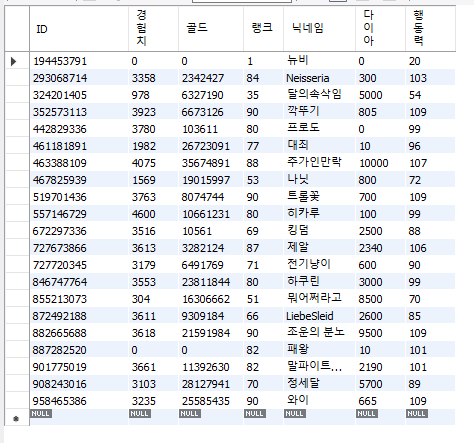 ID 경험치 골드 랭크 닉네임 다이아 행동력
194453791 0 0 1 뉴비 0 20
293068714 3358 2342427 84 Neisseria 300 103
324201405 978 6327190 35 달의속삭임 5000 54
352573113 3923 6673126 90 깍뚜기 805 109
442829336 3780 103611 80 프로도 0 99
461181891 1982 26723091 77 대죄 10 96
463388109 4075 35674891 88 주가인만락 10000 107
467825939 1569 19015997 53 나닛 800 72
519701436 3763 8074744 90 트롤꽃 700 109
557146729 4600 10661231 80 히카루 100 99
672297336 3516 10561 69 킹덤 2500 88
727673866 3613 3282124 87 제알 2340 106
727720345 3179 6491769 71 전기냥이 600 90
846747764 3553 23811844 80 하쿠린 3000 99
855213073 304 16306662 51 뭐어쩌라고 8500 70
872492188 3611 9309184 66 LiebeSleid 2600 85
882665688 3618 21591984 90 조운의 분노 9500 109
887282520 0 0 82 패왕 10 101
901775019 3661 11392630 82 말파이트... 2190 101
908243016 3103 28127941 70 정세달 5700 89
958465386 3235 25585435 90 와이 665 109
NULL NULL NULL NULL NULL NULL NULL